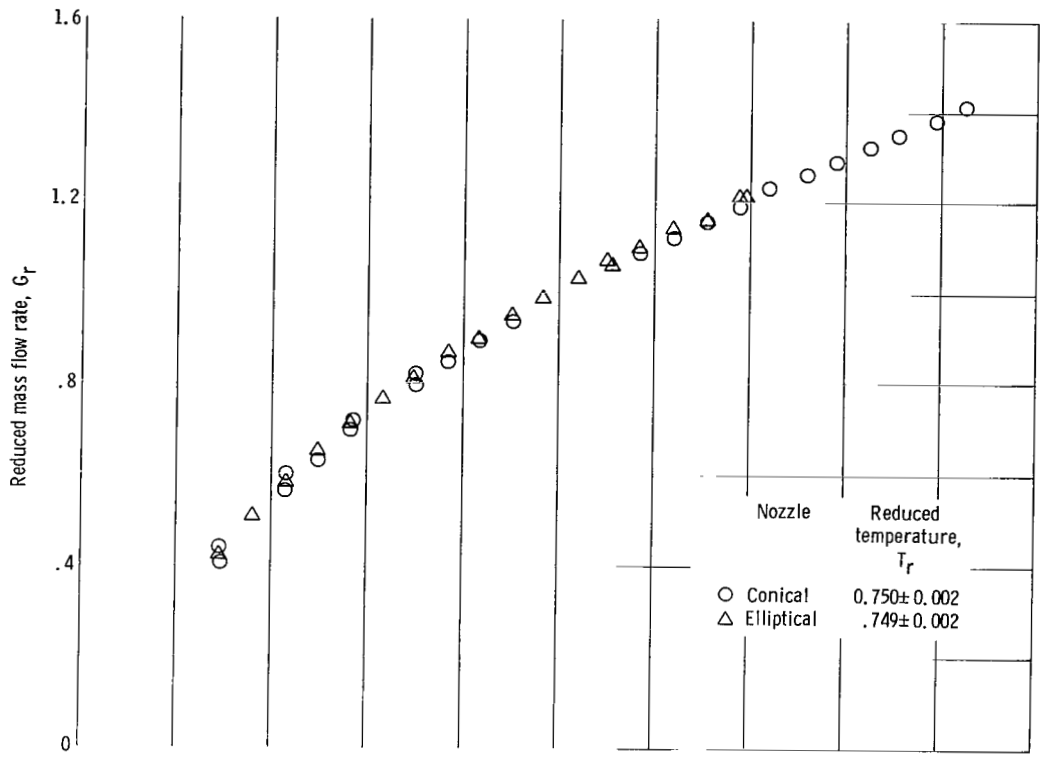 1.6
1.2
.8
.4
0
Reduced mass flow rate, Gr
Nozzle Reduced
temperature,
Tr
Conical 0.750±0.002
Elliptical .749±0.002